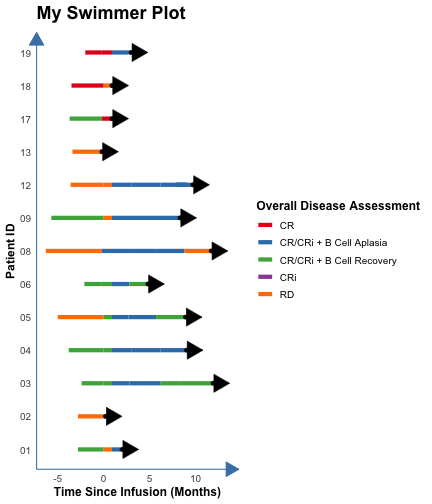 My Swimmer Plot
Patient ID
19
18
17
13
12
09
08
06
05
04
03
02
01
-5 0 5 10
Time Since Infusion (Months)
Overall Disease Assessment
CR
CR/CRi + B Cell Aplasia
CR/CRi + B Cell Recovery
CRi
RD